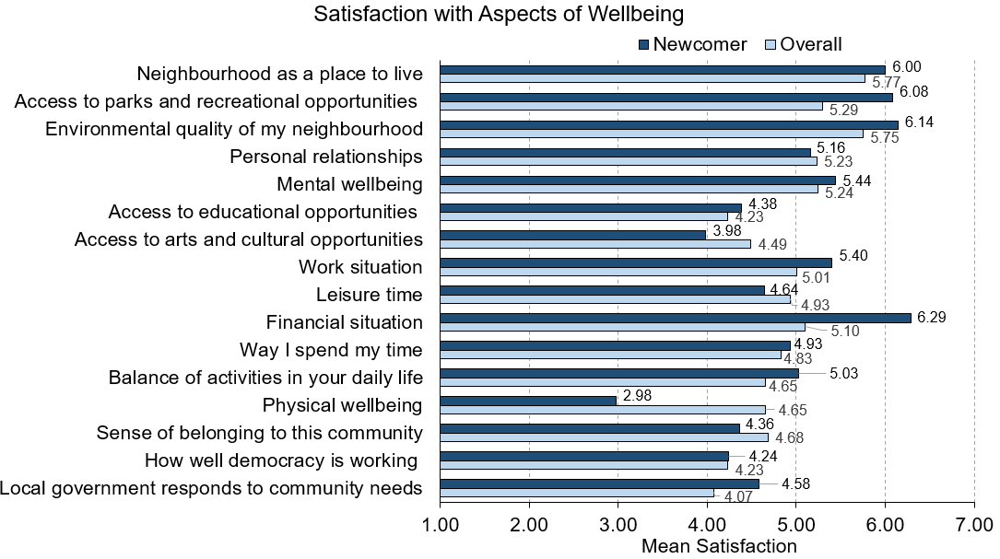 Satisfaction with Aspects of Wellbeing
Newcomer Overall
Neighbourhood as a place to live 6.00
5.77
Access to parks and recreational opportunities 6.08
5.29
Environmental quality of my neighbourhood 6.14
5.75
Personal relationships 5.16
5.23
Mental wellbeing 5.44
5.24
Access to educational opportunities 4.38
4.23
Access to arts and cultural opportunities 3.98
4.49
Work situation 5.40
5.01
Leisure time 4.64
4.93
Financial situation 6.29
5.10
Way I spend my time 4.93
4.83
Balance of activities in your daily life 5.03
4.65
Physical wellbeing 2.98
4.65
Sense of belonging to this community 4.36
4.68
How well democracy is working 4.24
4.23
Local government responds to community needs 4.58
4.07
1.00 2.00 3.00 4.00 5.00 6.00 7.00
Mean Satisfaction